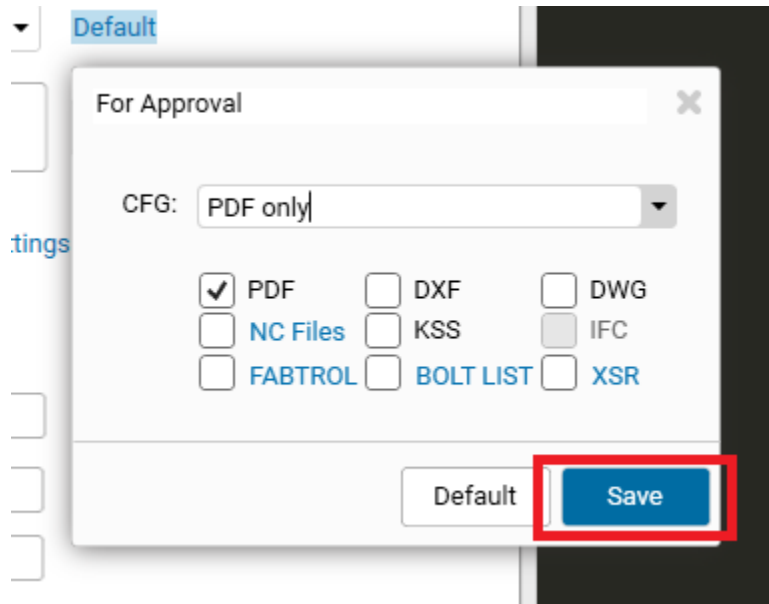 Default
For Approval
CFG: PDF only
ttings
PDF DXF DWG
NC Files KSS IFC
FABTROL BOLT LIST XSR
Default Save